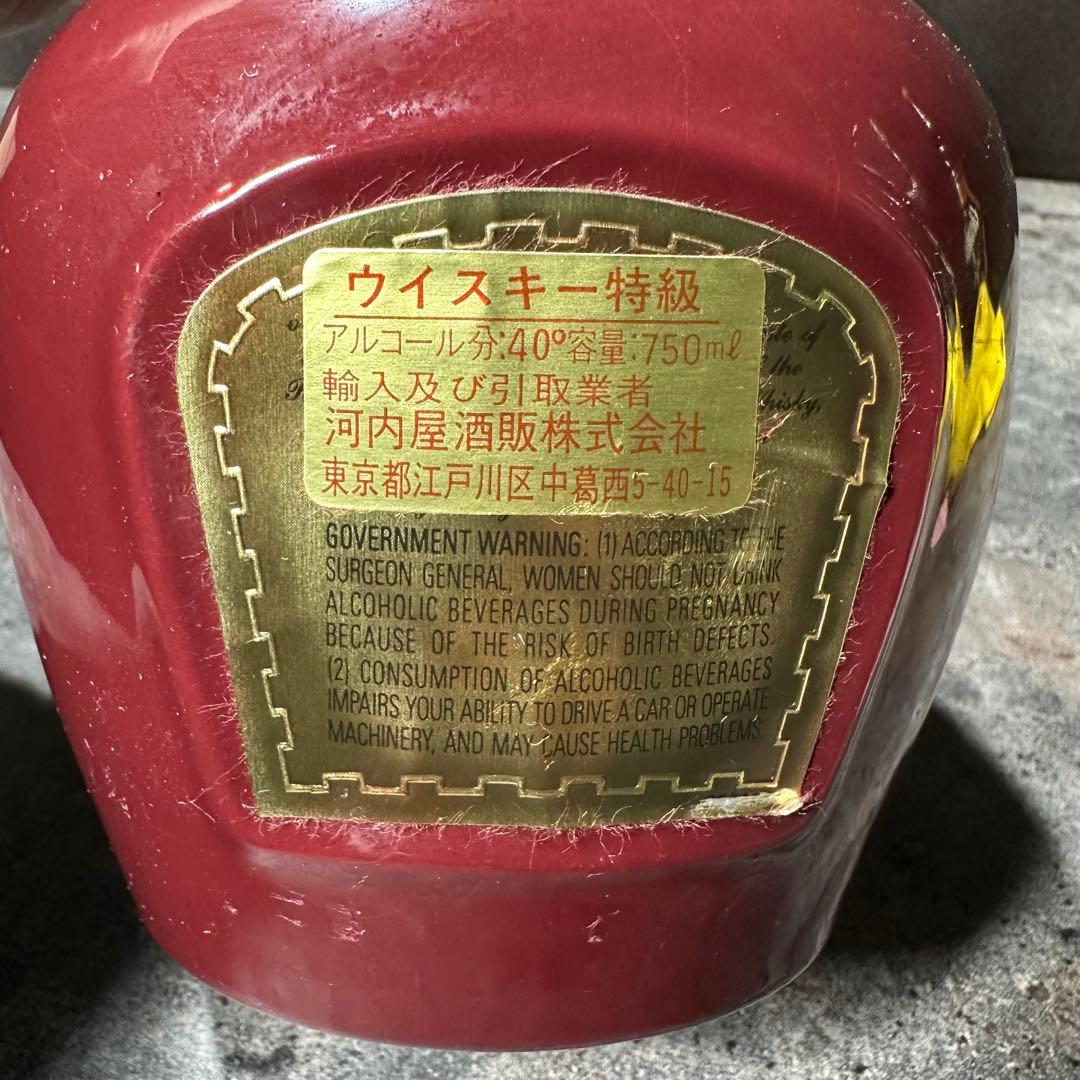 ウイスキー特級
アルコール分:40°容量:750ml
輸入及び引取業者
河内屋酒販株式会社
東京都江戸川区中葛西5-40-15
of
the
whisky,
GOVERNMENT WARNING: (1) ACCORDING TO THE
SURGEON GENERAL, WOMEN SHOULD NOT DRINK
ALCOHOLIC BEVERAGES DURING PREGNANCY
BECAUSE OF THE RISK OF BIRTH DEFECTS.
(2) CONSUMPTION OF ALCOHOLIC BEVERAGES
IMPAIRS YOUR ABILITY TO DRIVE A CAR OR OPERATE
MACHINERY, AND MAY CAUSE HEALTH PROBLEMS.